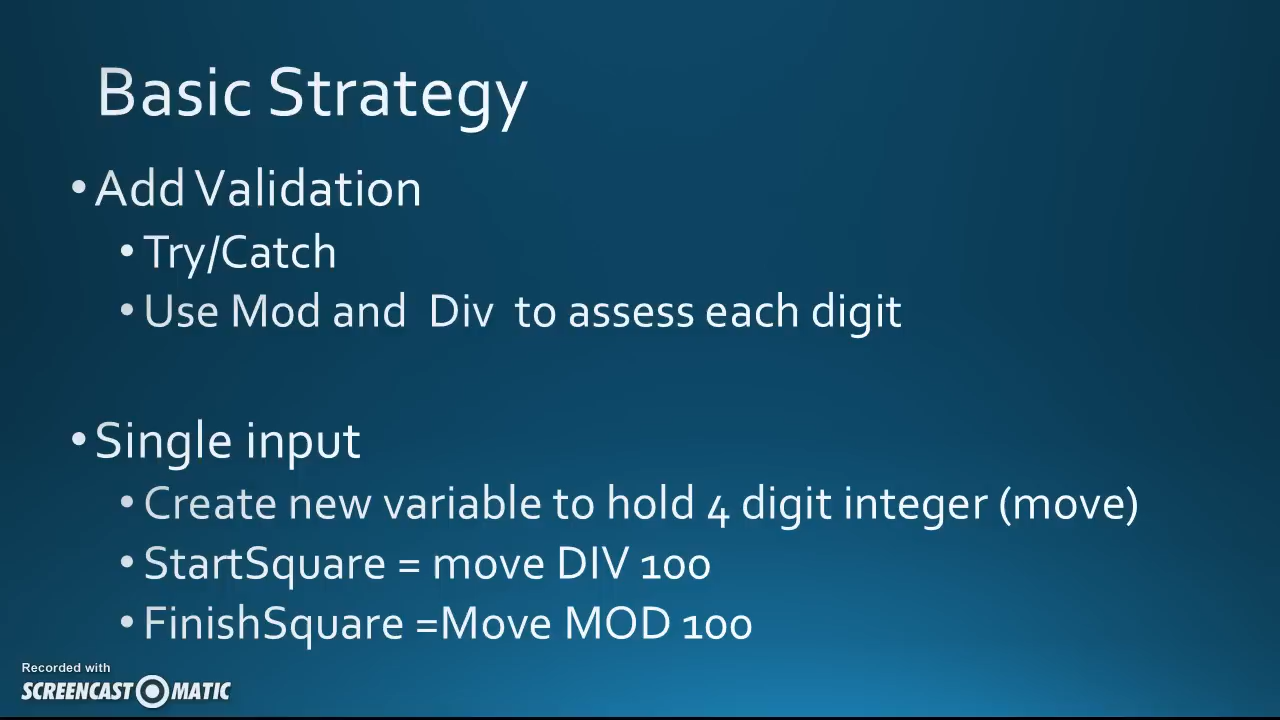 Basic Strategy
• Add Validation
• Try/Catch
• Use Mod and Div to assess each digit
• Single input
• Create new variable to hold 4 digit integer (move)
• StartSquare = move DIV 100
• FinishSquare =Move MOD 100
Recorded with
SCREENCAST O MATIC